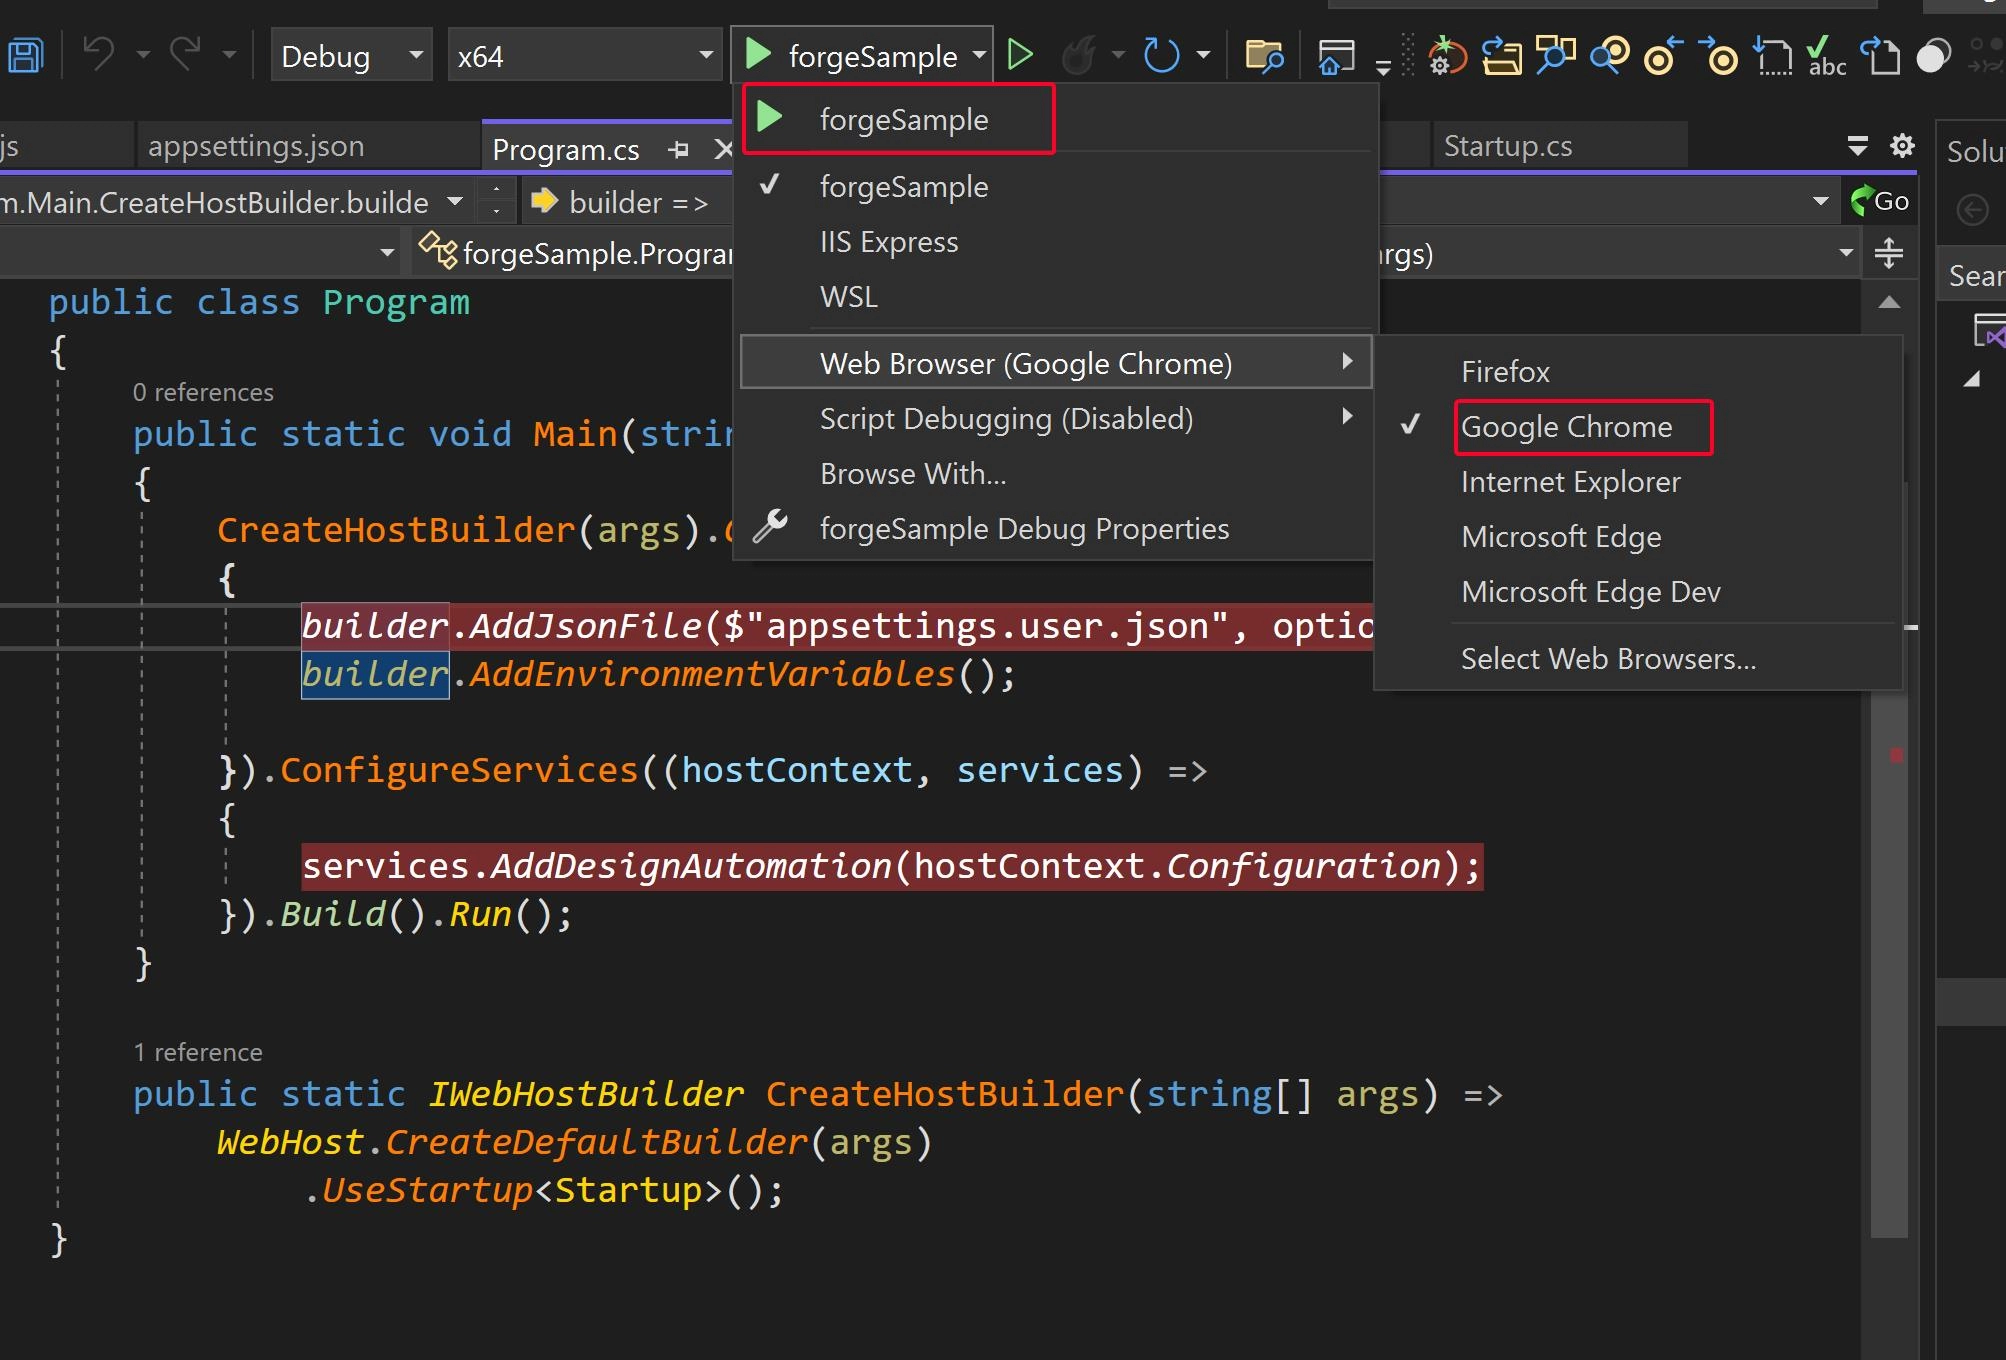 Debug
x64
forgeSample
abc
forgeSample
js
appsettings.json
Program.cs
Startup.cs
Solu
forgeSample
m.Main.CreateHostBuilder.builde
builder =>
Go
IIS Express
forgeSample.Program
args)
WSL
Sear
public class Program
{
Web Browser (Google Chrome)
Firefox
0 references
Script Debugging (Disabled)
Google Chrome
public static void Main(strin
{
Browse With...
Internet Explorer
CreateHostBuilder(args).
forgeSample Debug Properties
Microsoft Edge
{
Microsoft Edge Dev
builder.AddJsonFile($"appsettings.user.json", optio
Select Web Browsers...
builder.AddEnvironmentVariables();
}).ConfigureServices((hostContext, services) =>
{
services.AddDesignAutomation(hostContext.Configuration);
}).Build().Run();
}
1 reference
public static IWebHostBuilder CreateHostBuilder(string[] args) =>
WebHost.CreateDefaultBuilder(args)
.UseStartup<Startup>();
}